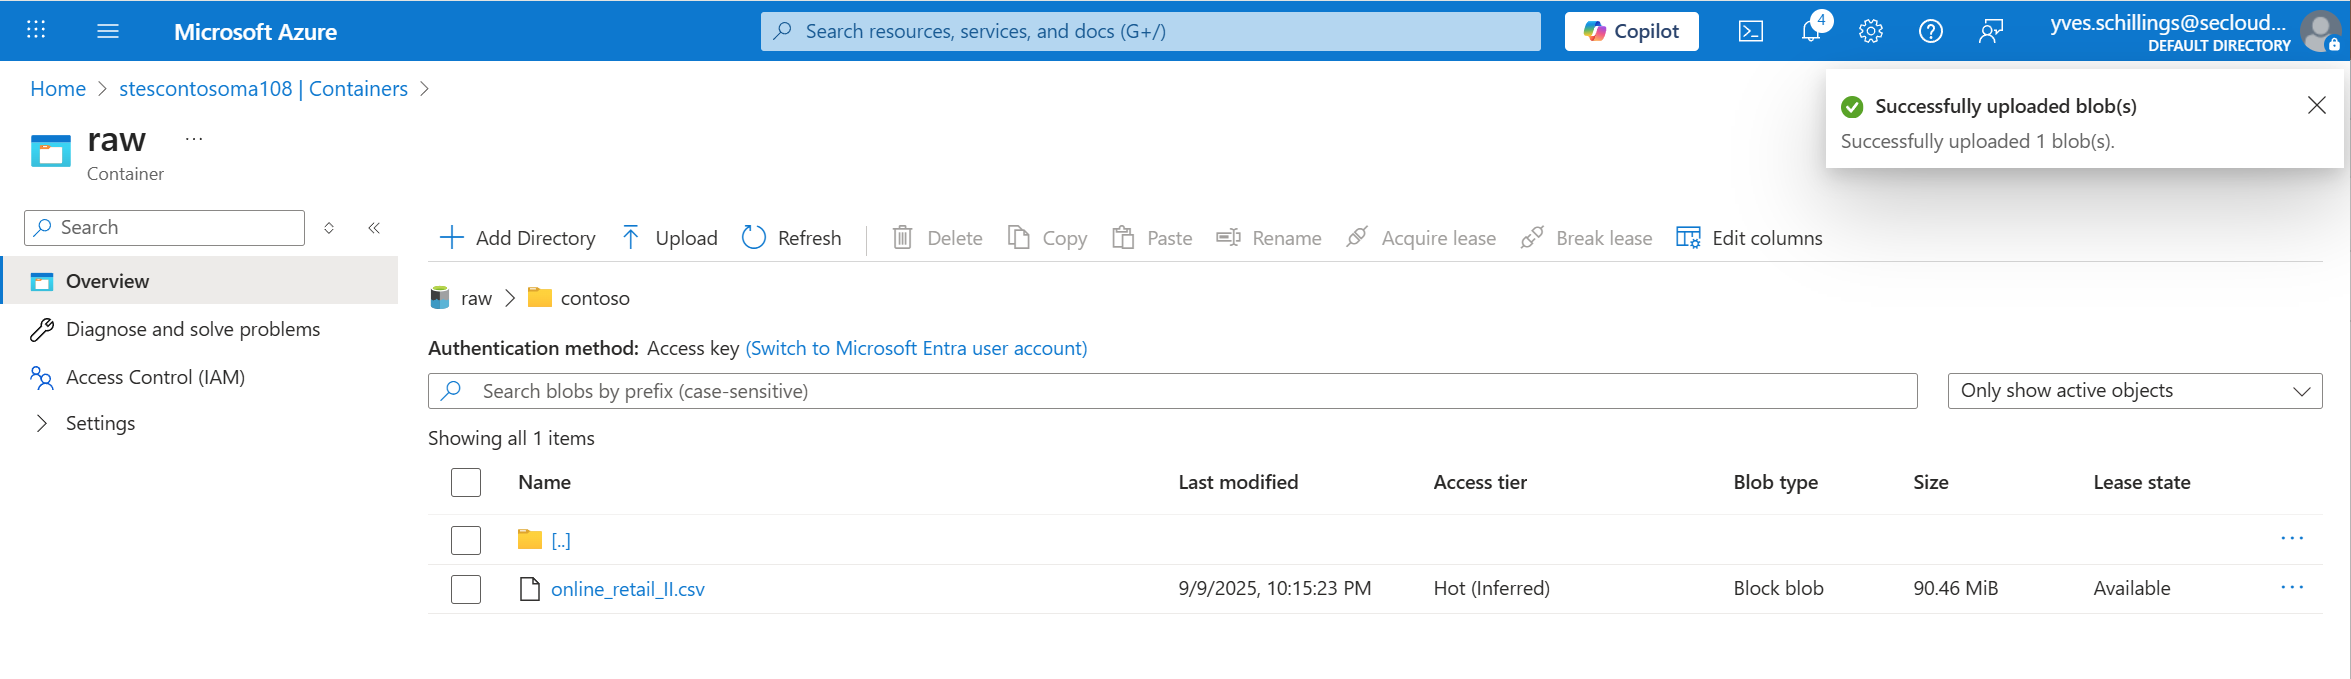 Microsoft Azure
Search resources, services, and docs (G+/)
Copilot
4
yves.schillings@secloud...
DEFAULT DIRECTORY
Home > stescontosoma108 | Containers >
Successfully uploaded blob(s)
Successfully uploaded 1 blob(s).
raw ...
Container
Search
Overview
Diagnose and solve problems
Access Control (IAM)
Settings
Add Directory Upload Refresh Delete Copy Paste Rename Acquire lease Break lease Edit columns
raw > contoso
Authentication method: Access key (Switch to Microsoft Entra user account)
Search blobs by prefix (case-sensitive)
Only show active objects
Showing all 1 items
Name Last modified Access tier Blob type Size Lease state
[..] ...
online_retail_II.csv 9/9/2025, 10:15:23 PM Hot (Inferred) Block blob 90.46 MiB Available ...